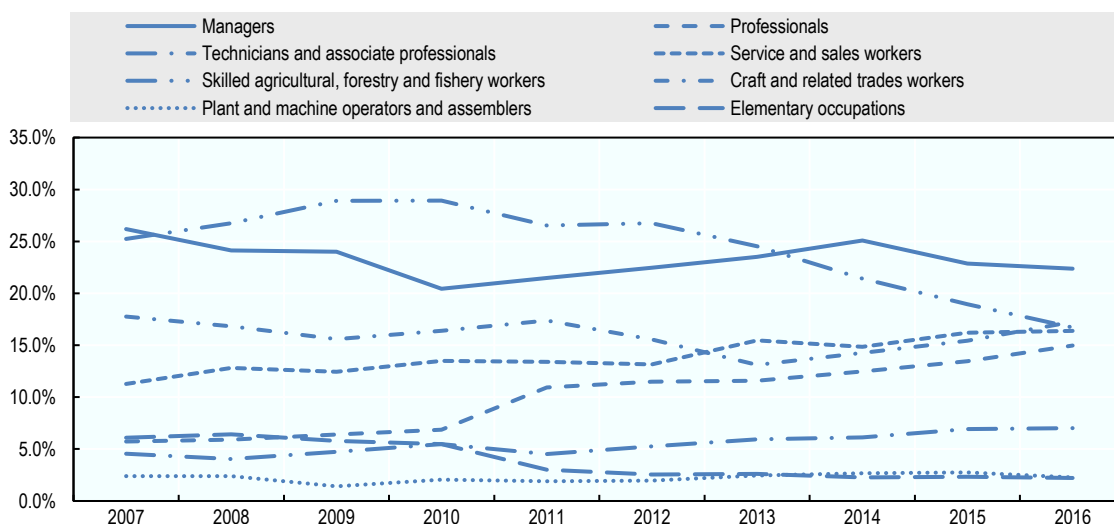 Managers
Professionals
Technicians and associate professionals
Service and sales workers
Skilled agricultural, forestry and fishery workers
Craft and related trades workers
Plant and machine operators and assemblers
Elementary occupations
35.0%
30.0%
25.0%
20.0%
15.0%
10.0%
5.0%
0.0%
2007 2008 2009 2010 2011 2012 2013 2014 2015 2016